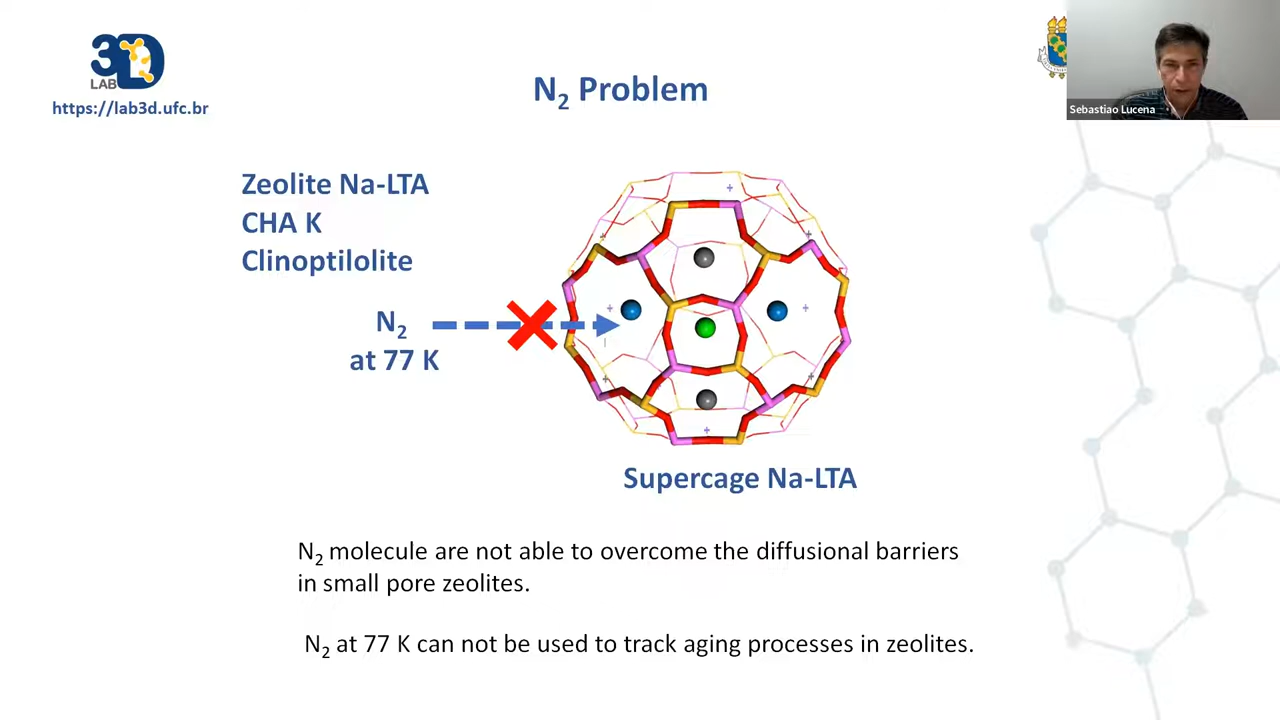 3D
LAB
https://lab3d.ufc.br
N₂ Problem
Sebastiao Lucena
Zeolite Na-LTA
CHA K
Clinoptilolite
N₂
at 77 K
Supercage Na-LTA
N₂ molecule are not able to overcome the diffusional barriers
in small pore zeolites.
N₂ at 77 K can not be used to track aging processes in zeolites.